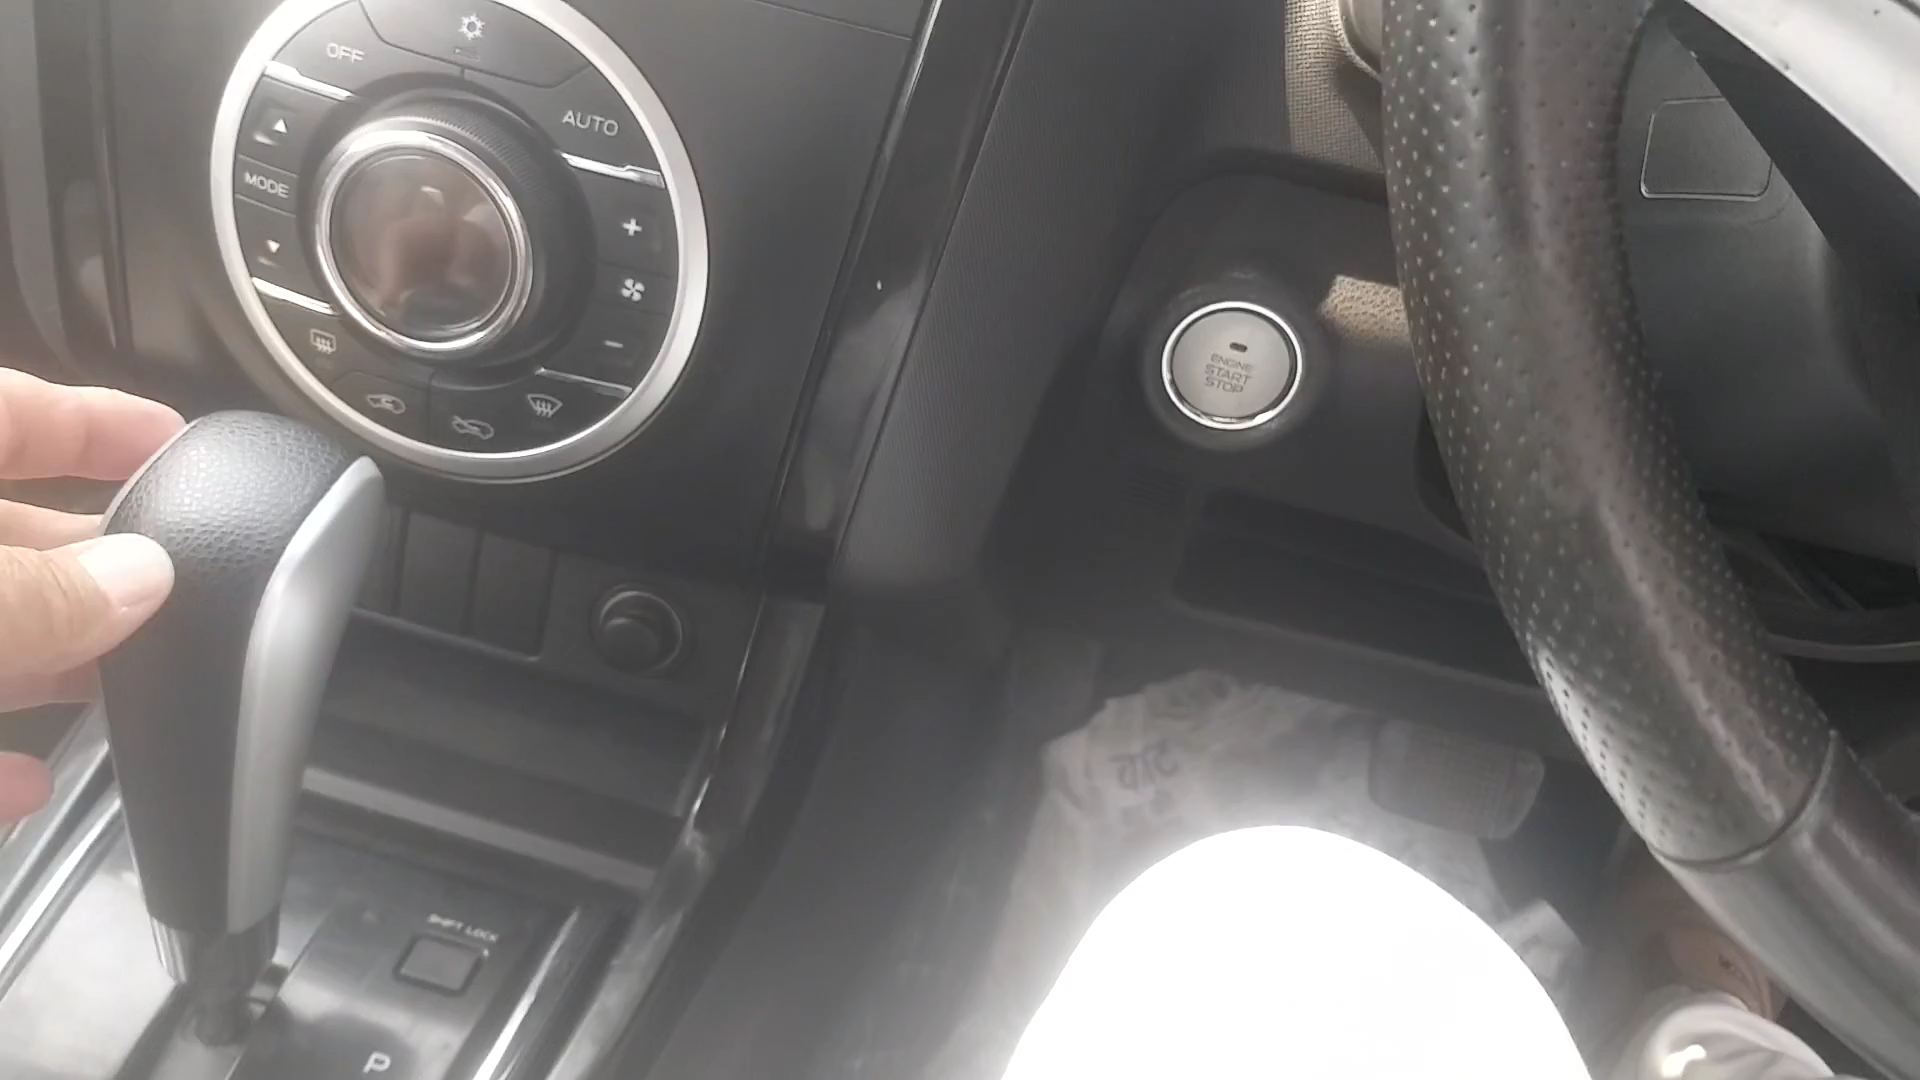 OFF
AUTO
MODE
ENGINE
START
STOP
SHIFT LOCK
P